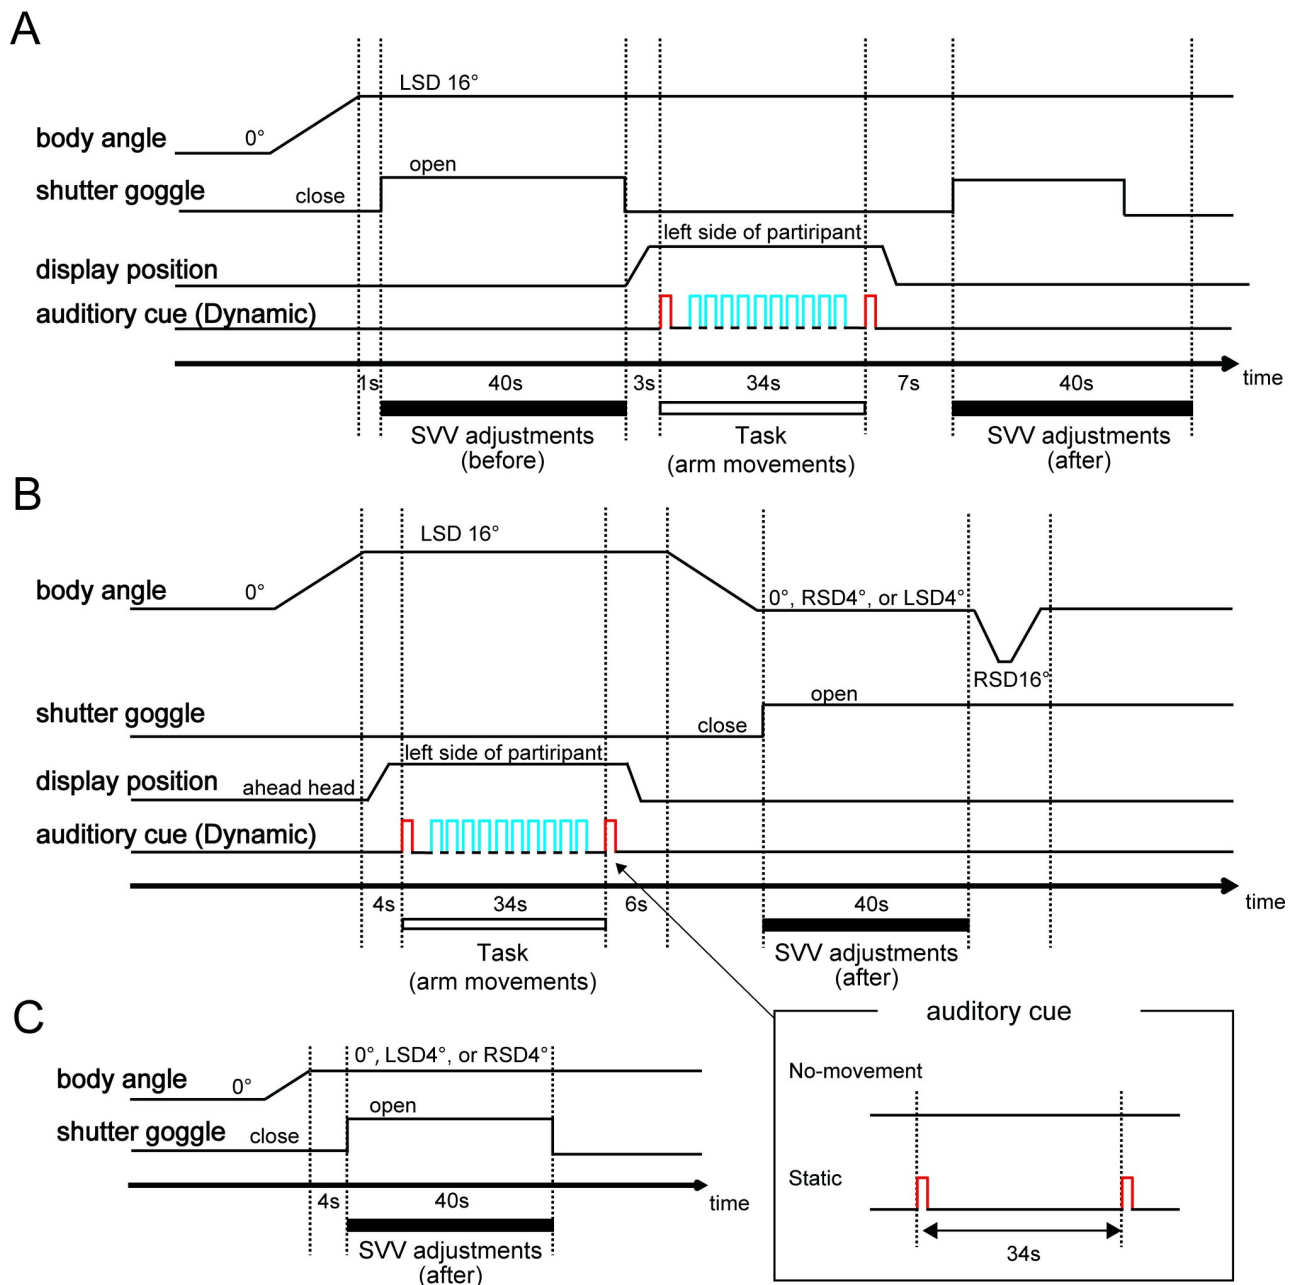 A
LSD 16°
body angle
0°
open
shutter goggle
close
left side of partiripant
display position
auditiory cue (Dynamic)
1s
40s
3s
34s
7s
40s
time
SVV adjustments
(before)
Task
(arm movements)
SVV adjustments
(after)
B
LSD 16°
body angle
0°
0°, RSD4°, or LSD4°
RSD16°
shutter goggle
open
close
left side of partiripant
display position
ahead head
auditiory cue (Dynamic)
4s
34s
6s
40s
time
Task
(arm movements)
SVV adjustments
(after)
C
0°, LSD4°, or RSD4°
body angle
0°
open
shutter goggle
close
4s
40s
time
SVV adjustments
(after)
auditory cue
No-movement
Static
34s